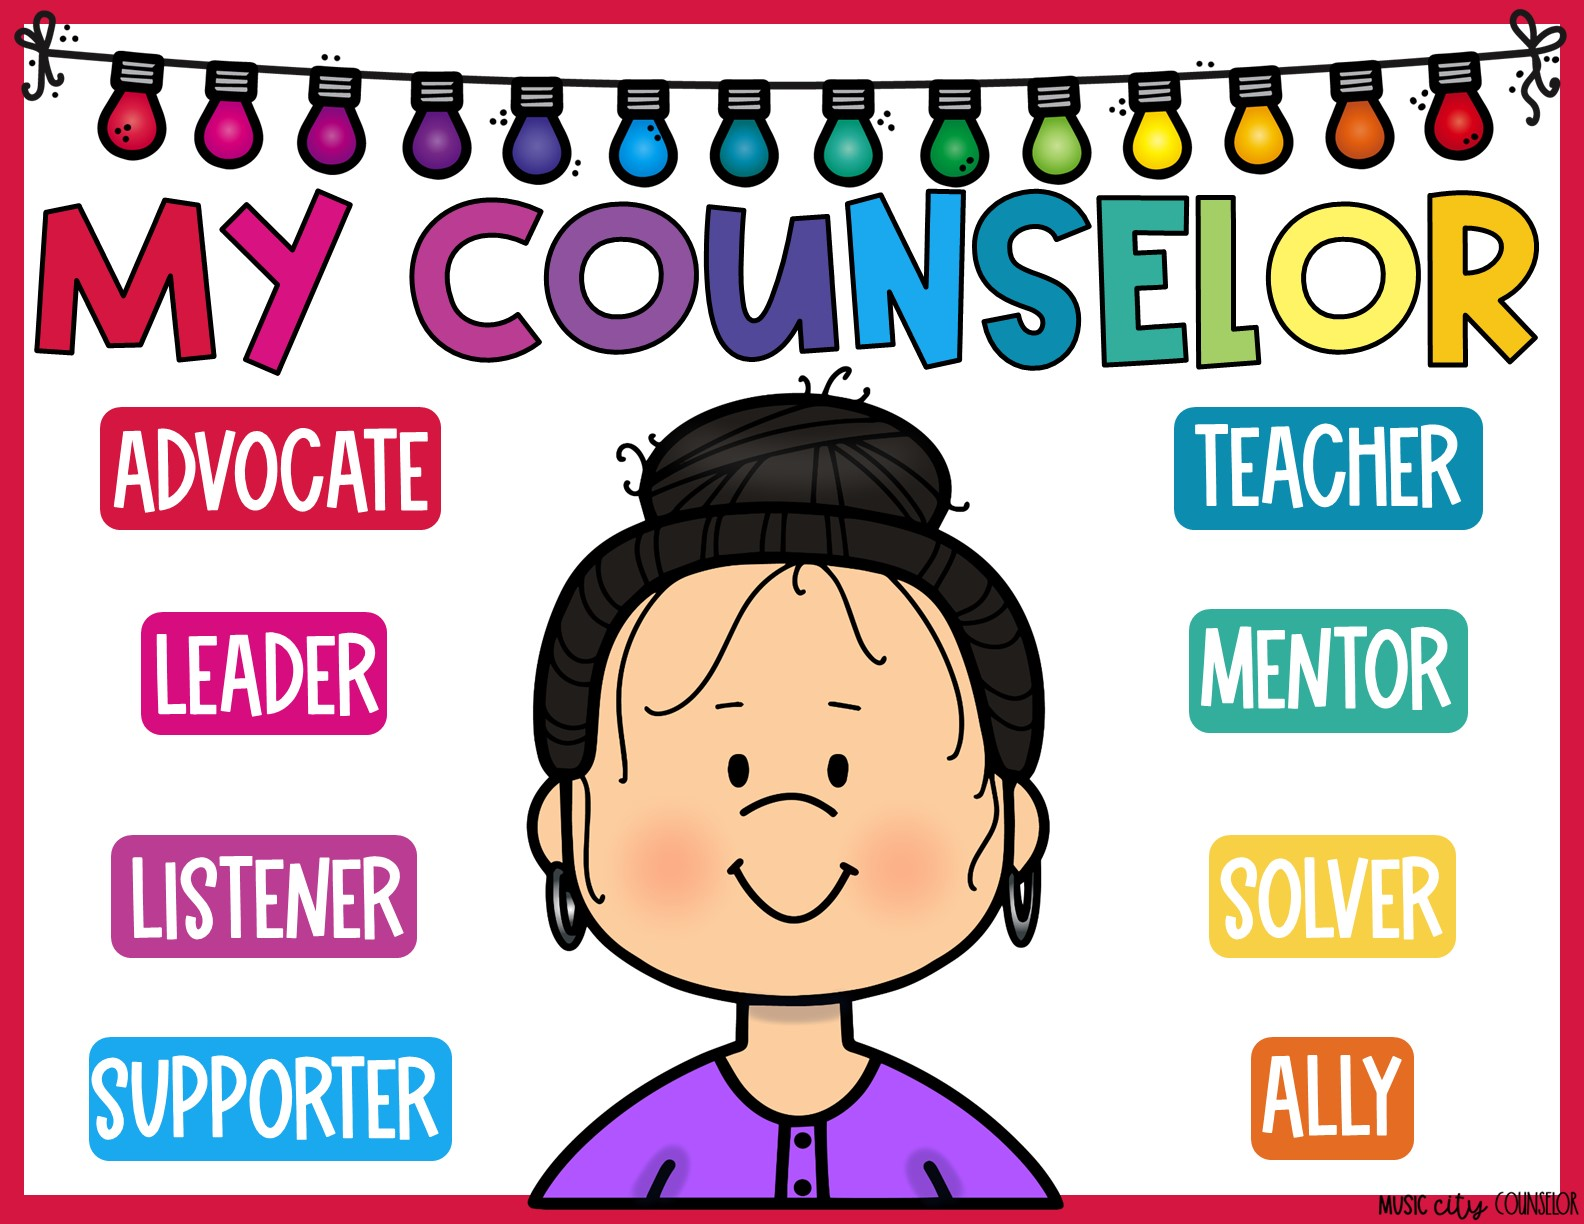 MY COUNSELOR
ADVOCATE
TEACHER
LEADER
MENTOR
LISTENER
SOLVER
SUPPORTER
ALLY
MUSIC city COUNSELOR